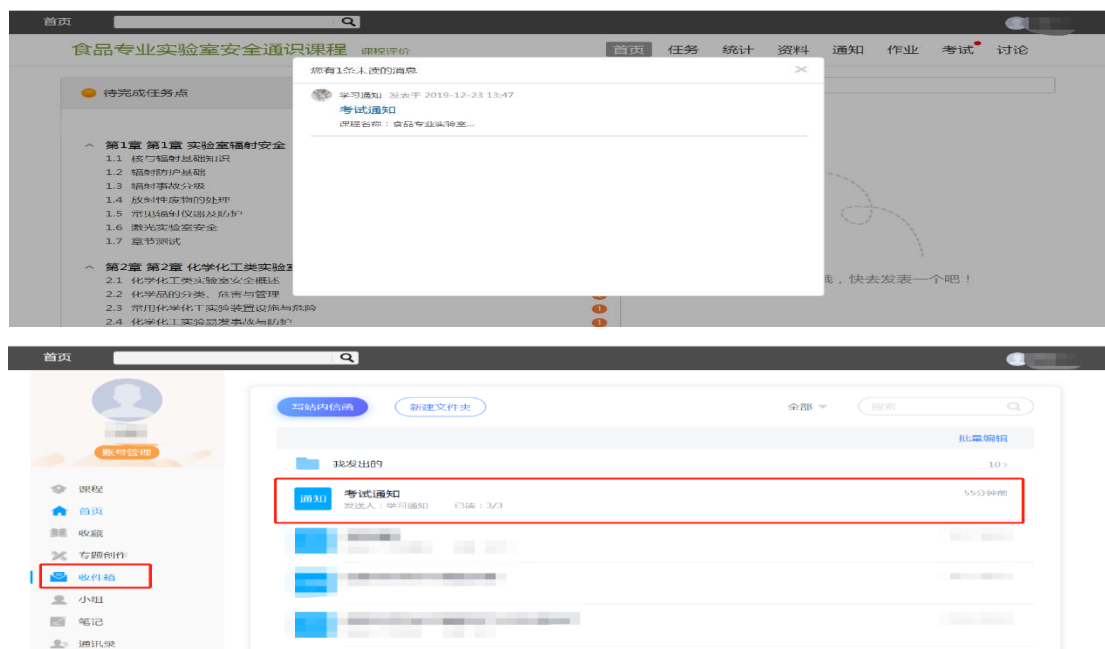 首页
食品专业实验室安全通识课程 课程评价
首页 任务 统计 资料 通知 作业 考试 讨论
您有1条未读的消息
待完成任务点
学习通知 发表于 2019-12-23 13:47
考试通知
课程名称：食品专业实验室...
第1章 第1章 实验室辐射安全
1.1 核与辐射基础知识
1.2 辐射防护基础
1.3 辐射事故分级
1.4 放射性废物的处理
1.5 常见辐射仪器及防护
1.6 激光实验室安全
1.7 章节测试
第2章 第2章 化学化工类实验室
2.1 化学化工类实验室安全概述
，快去发表一个吧！
2.2 化学品的分类、危害与管理
2.3 常用化学化工实验装置设施与危险
1
2.4 化学化工实验易发事故与防护
1
首页
写站内信函 新建文件夹 全部 搜索
账号管理
批量编辑
我发出的 10
课程
通知 考试通知 55分钟前
发送人：学习通知 已读：3/3
首页
收藏
专题创作
收件箱
小组
笔记
通讯录